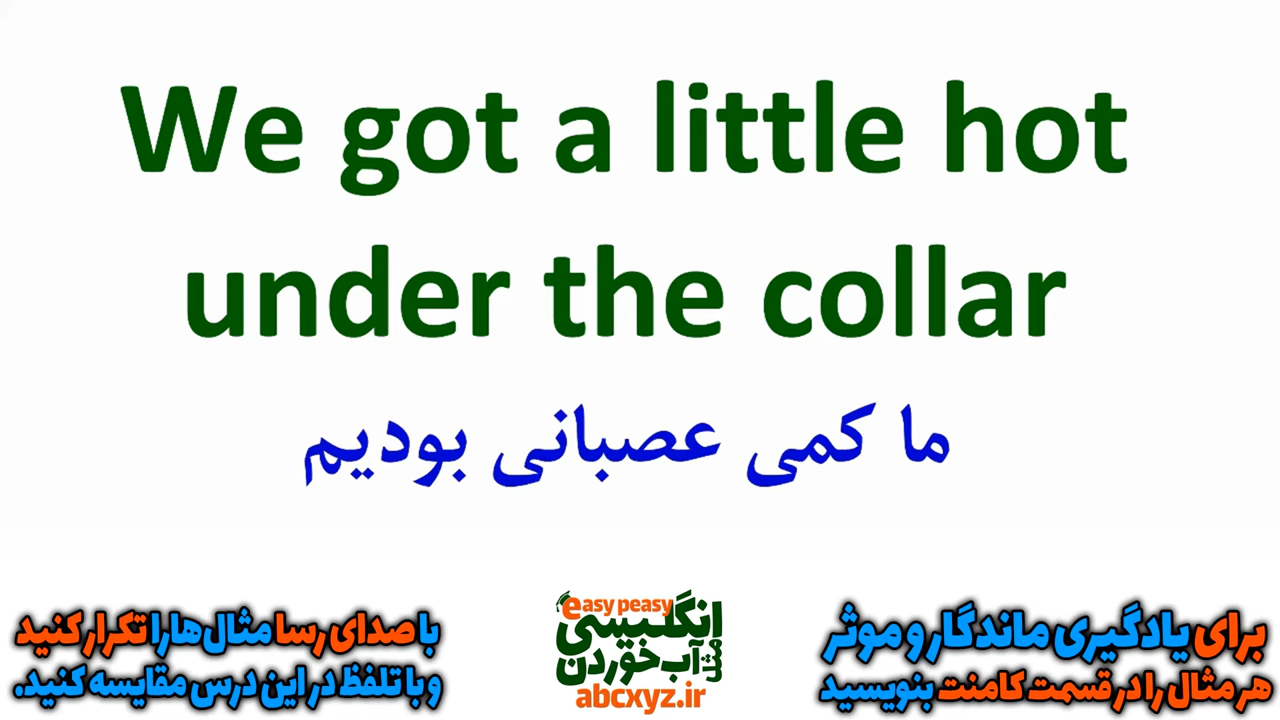 We got a little hot
under the collar
ما کمی عصبانی بودیم
برای یادگیری ماندگار و موثر
هر مثال را در قسمت کامنت بنویسید
easy peasy
انگلیسی
مثل آب خوردن
abcxyz.ir
با صدای رسا مثال‌ها را تکرار کنید
و با تلفظ در این درس مقایسه کنید.